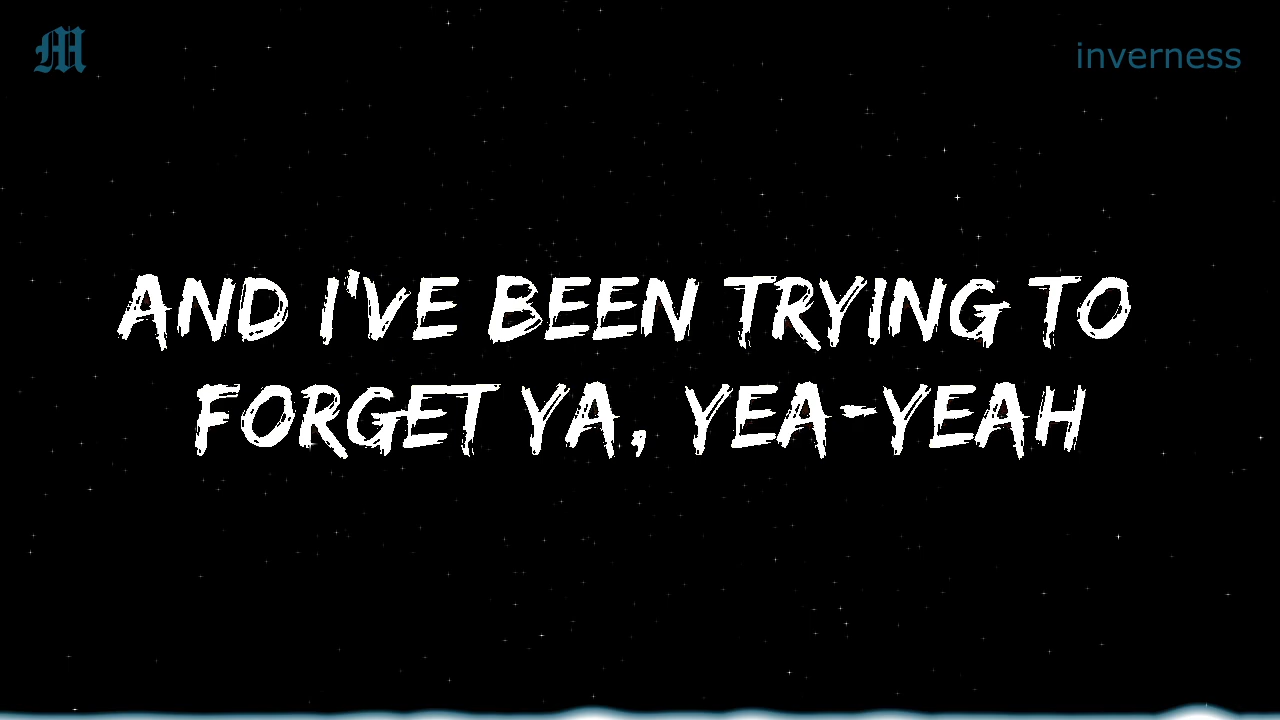 M
inverness
AND I'VE BEEN TRYING TO
FORGET YA, YEA-YEAH